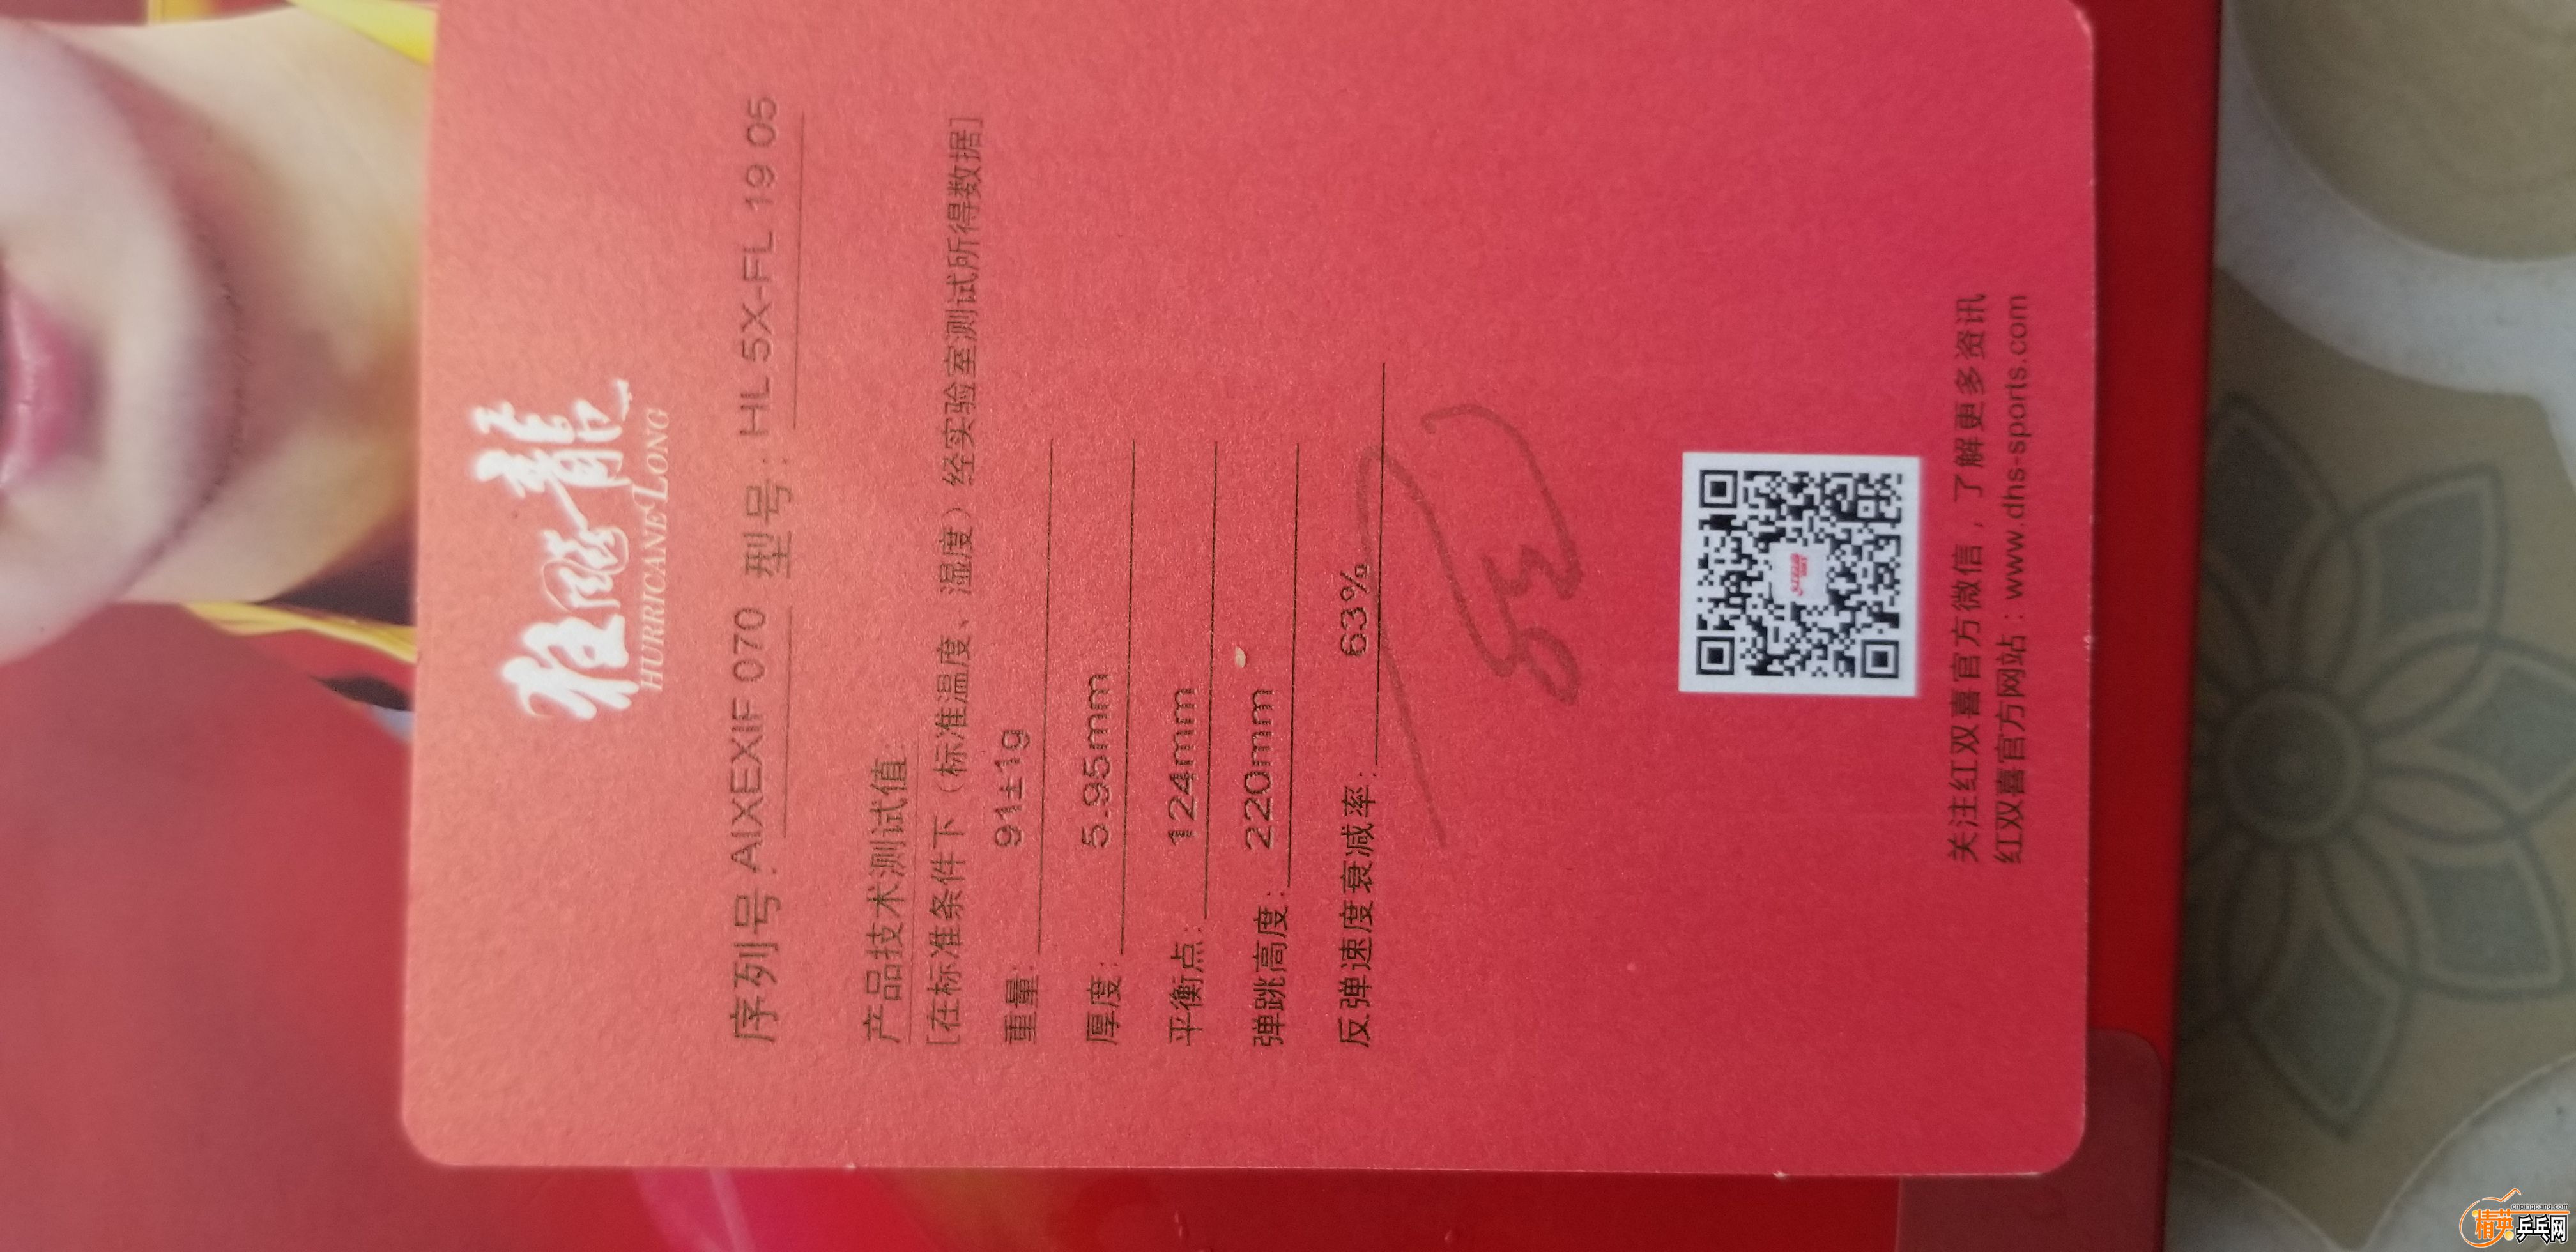 狂飚龍
HURRICANE LONG
序列号: AIXEXIF 070 型号: HL 5X-FL 19 05
产品技术测试值:
[在标准条件下（标准温度、湿度）经实验室测试所得数据]
重量: 91±1g
厚度: 5.95mm
平衡点: 124mm
弹跳高度: 220mm
反弹速度衰减率: 63%
关注红双喜官方微信，了解更多资讯
红双喜官方网站：www.dhs-sports.com
精英乒乓网